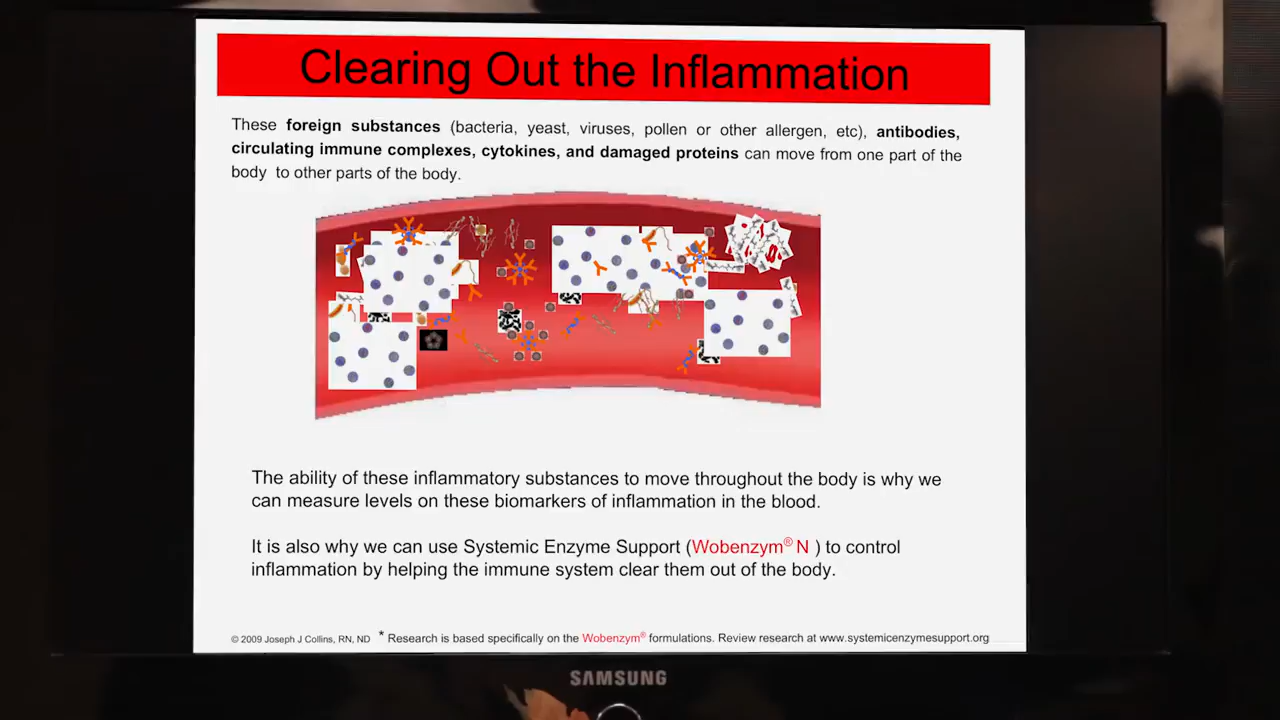 Clearing Out the Inflammation
These foreign substances (bacteria, yeast, viruses, pollen or other allergen, etc), antibodies,
circulating immune complexes, cytokines, and damaged proteins can move from one part of the
body to other parts of the body.
The ability of these inflammatory substances to move throughout the body is why we
can measure levels on these biomarkers of inflammation in the blood.
It is also why we can use Systemic Enzyme Support (Wobenzym® N ) to control
inflammation by helping the immune system clear them out of the body.
© 2009 Joseph J Collins, RN, ND * Research is based specifically on the Wobenzym® formulations. Review research at www.systemicenzymesupport.org
SAMSUNG